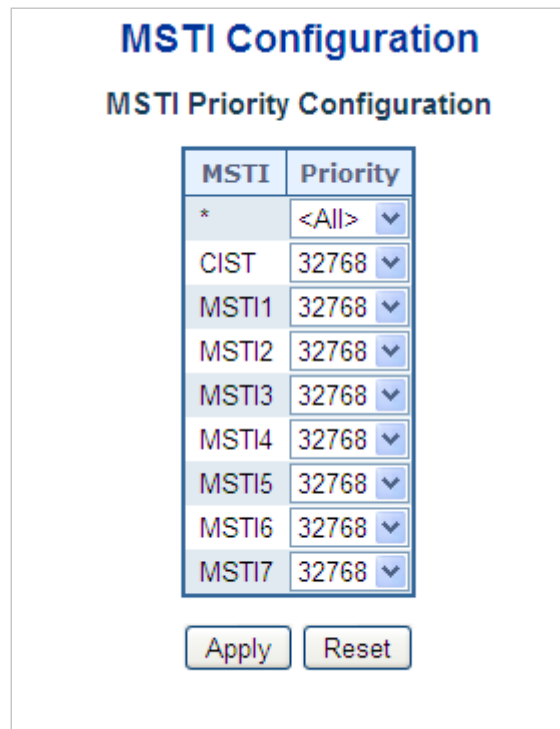 MSTI Configuration
MSTI Priority Configuration
MSTI Priority
* <All>
CIST 32768
MSTI1 32768
MSTI2 32768
MSTI3 32768
MSTI4 32768
MSTI5 32768
MSTI6 32768
MSTI7 32768
Apply Reset